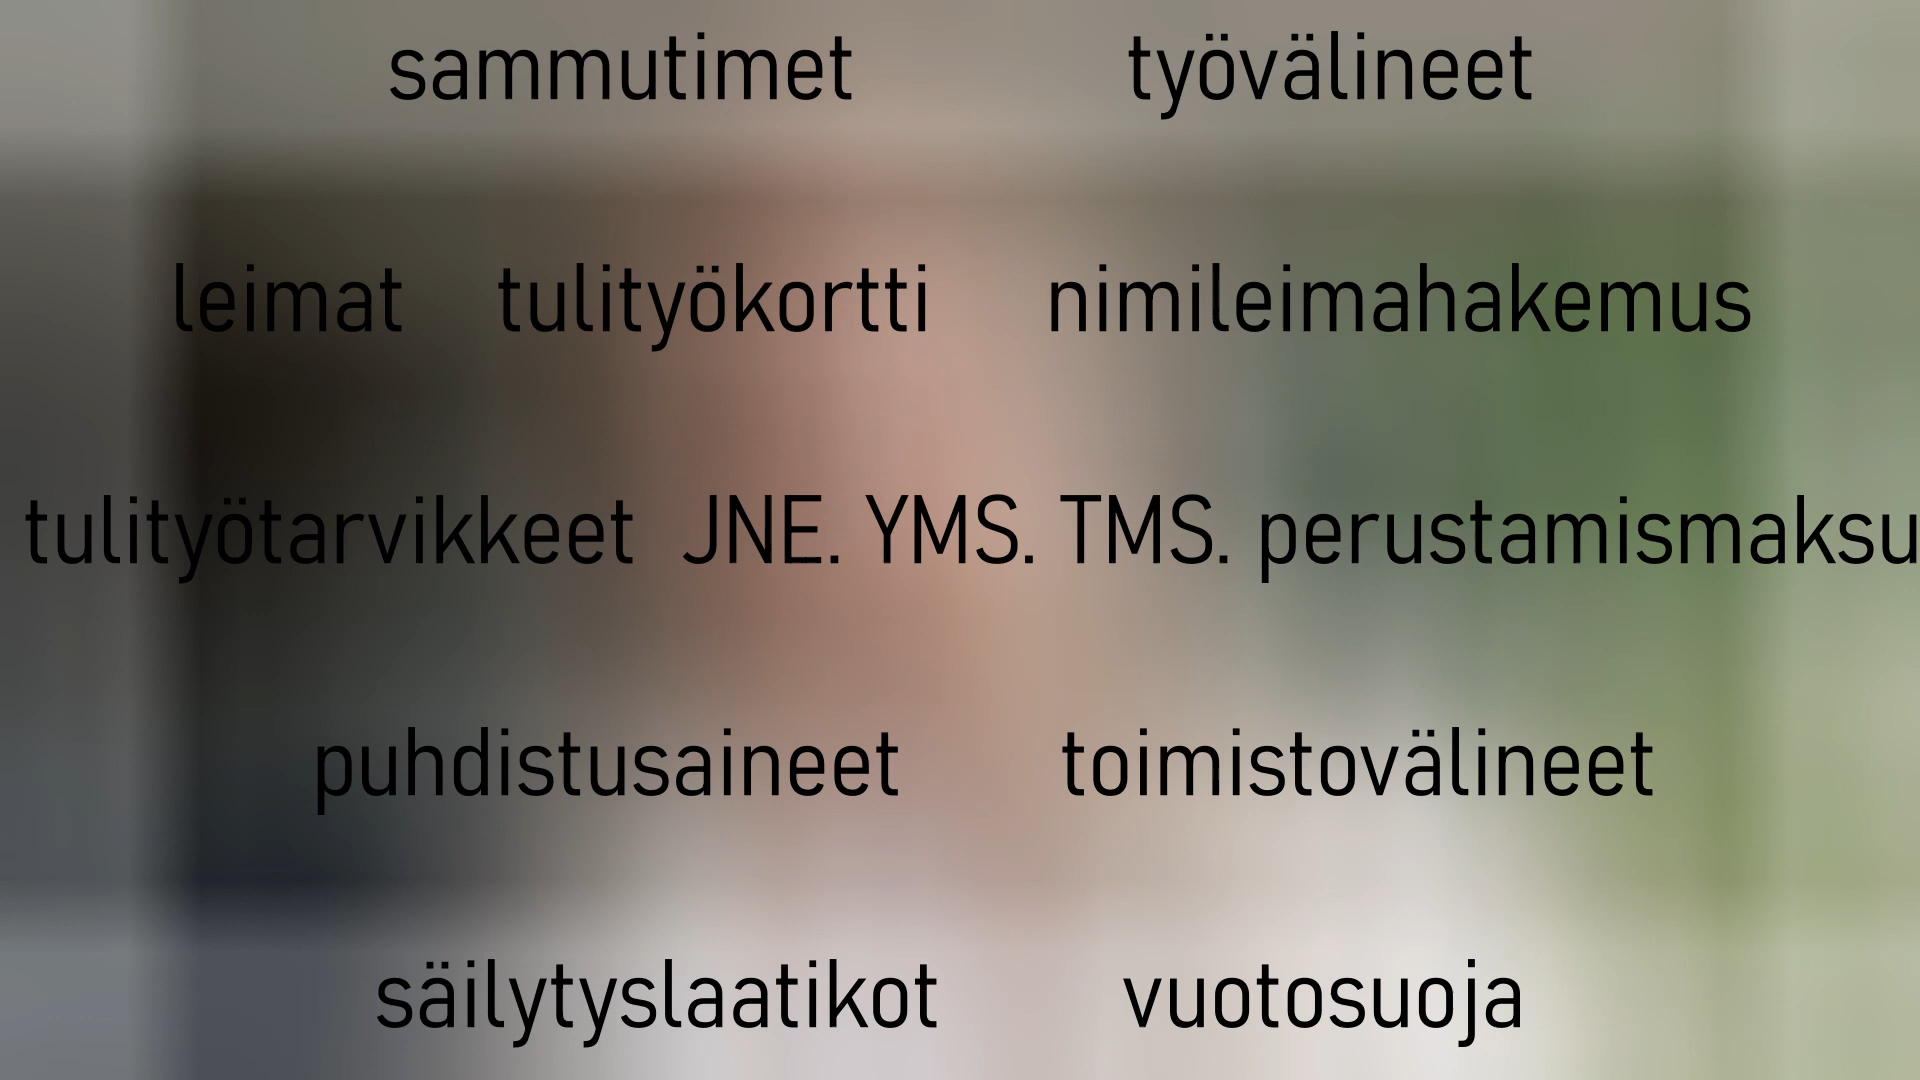 sammutimet työvälineet
leimat tulityökortti nimileimahakemus
tulityötarvikkeet JNE. YMS. TMS. perustamismaksu
puhdistusaineet toimistovälineet
säilytyslaatikot vuotosuoja